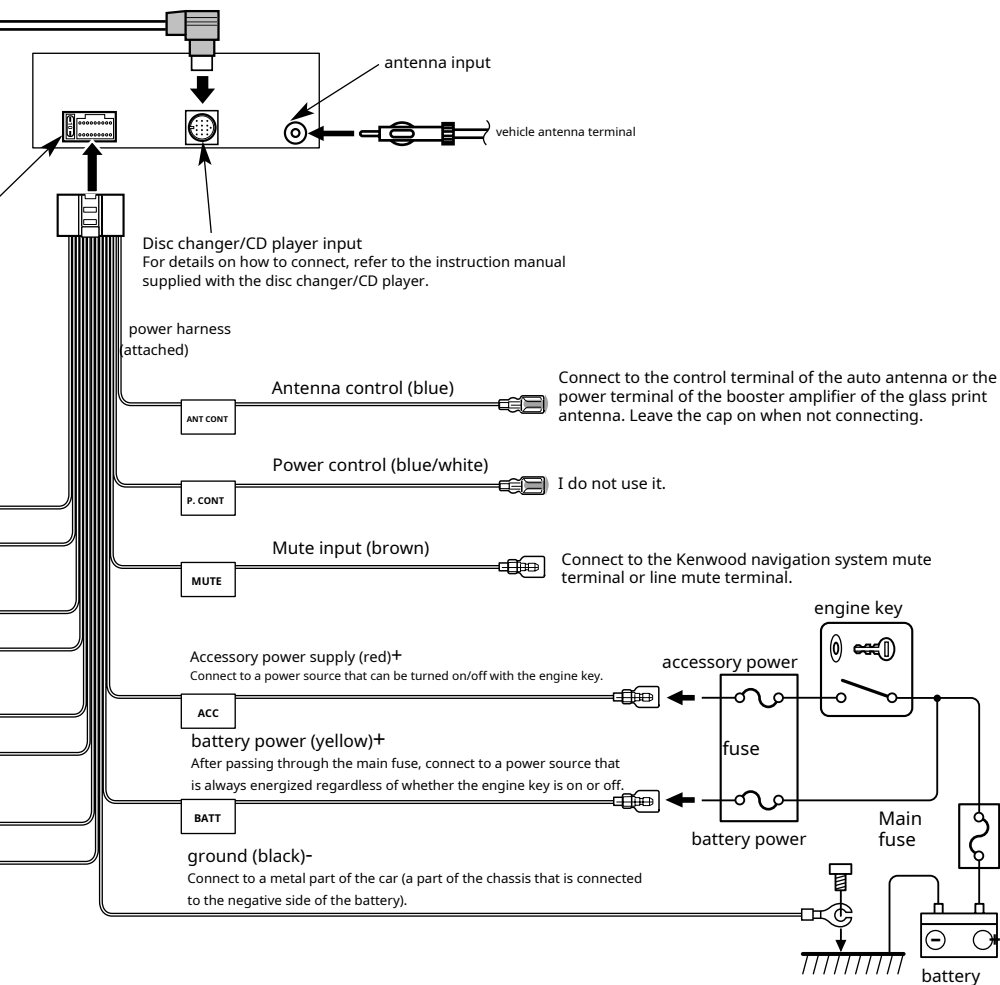 antenna input
vehicle antenna terminal
Disc changer/CD player input
For details on how to connect, refer to the instruction manual
supplied with the disc changer/CD player.
power harness
(attached)
Antenna control (blue)
ANT CONT
Connect to the control terminal of the auto antenna or the
power terminal of the booster amplifier of the glass print
antenna. Leave the cap on when not connecting.
Power control (blue/white)
P. CONT
I do not use it.
Mute input (brown)
MUTE
Connect to the Kenwood navigation system mute
terminal or line mute terminal.
engine key
Accessory power supply (red)+
Connect to a power source that can be turned on/off with the engine key.
ACC
accessory power
battery power (yellow)+
After passing through the main fuse, connect to a power source that
is always energized regardless of whether the engine key is on or off.
BATT
fuse
battery power
Main
fuse
ground (black)-
Connect to a metal part of the car (a part of the chassis that is connected
to the negative side of the battery).
- +
battery